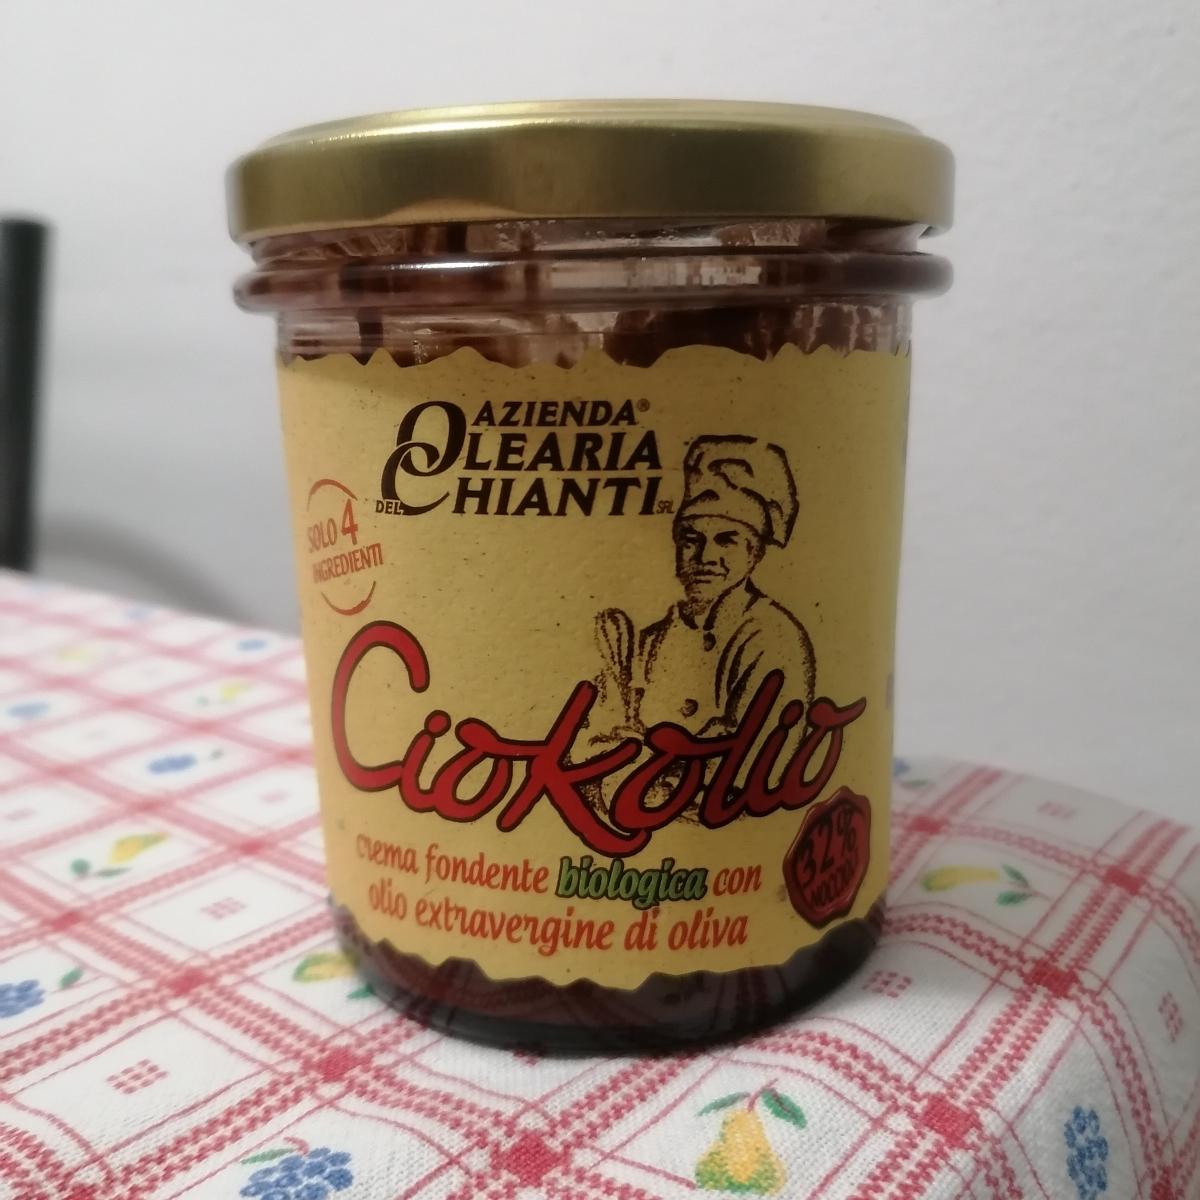 AZIENDA®
OLEARIA
DEL CHIANTI SRL
SOLO 4
INGREDIENTI
Ciokolio
crema fondente biologica con
olio extravergine di oliva
32%
NOCCIOLE